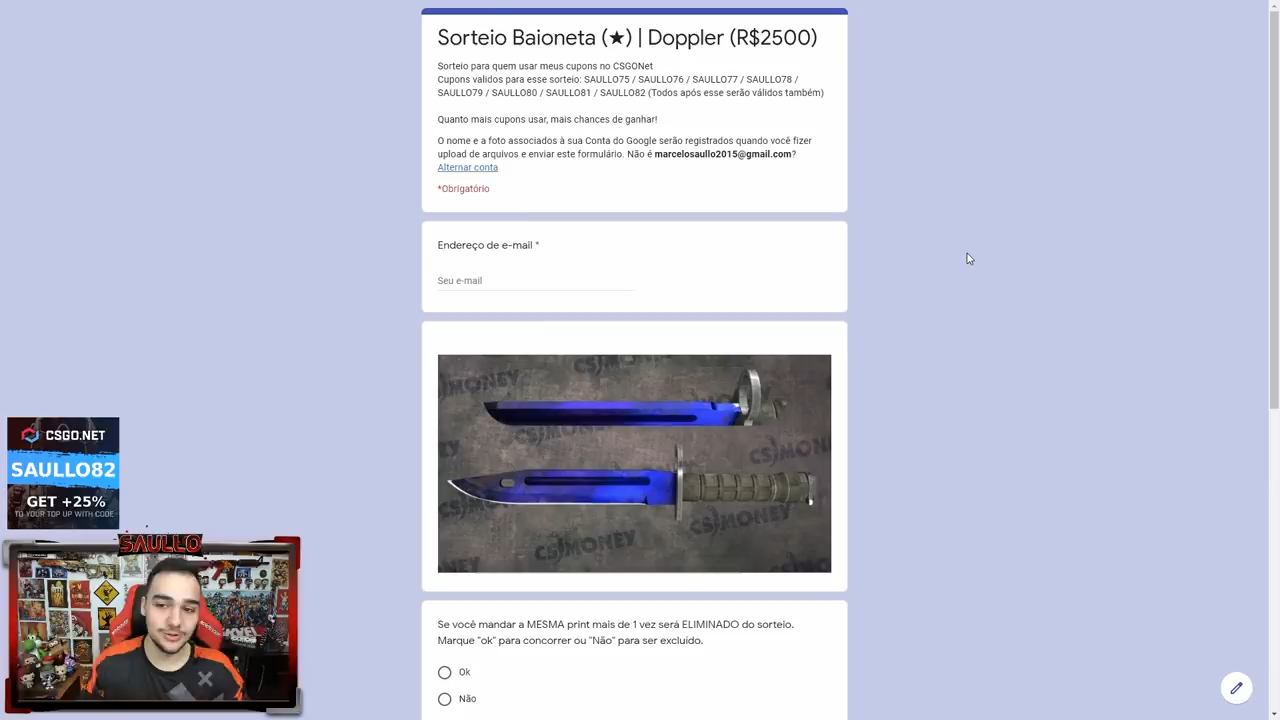 Sorteio Baioneta (★) | Doppler (R$2500)
Sorteio para quem usar meus cupons no CSGONet
Cupons validos para esse sorteio: SAULLO75 / SAULLO76 / SAULLO77 / SAULLO78 /
SAULLO79 / SAULLO80 / SAULLO81 / SAULLO82 (Todos após esse serão válidos também)
Quanto mais cupons usar, mais chances de ganhar!
O nome e a foto associados à sua Conta do Google serão registrados quando você fizer
upload de arquivos e enviar este formulário. Não é marcelosaullo2015@gmail.com?
Alternar conta
*Obrigatório
Endereço de e-mail *
Seu e-mail
CS)MONEY
CS)MONEY
CS)MONEY
CS)MONEY
Se você mandar a MESMA print mais de 1 vez será ELIMINADO do sorteio.
Marque "ok" para concorrer ou "Não" para ser excluído.
Ok
Não
CSGO.NET
SAULLO82
GET +25%
TO YOUR TOP UP WITH CODE
SAULLO